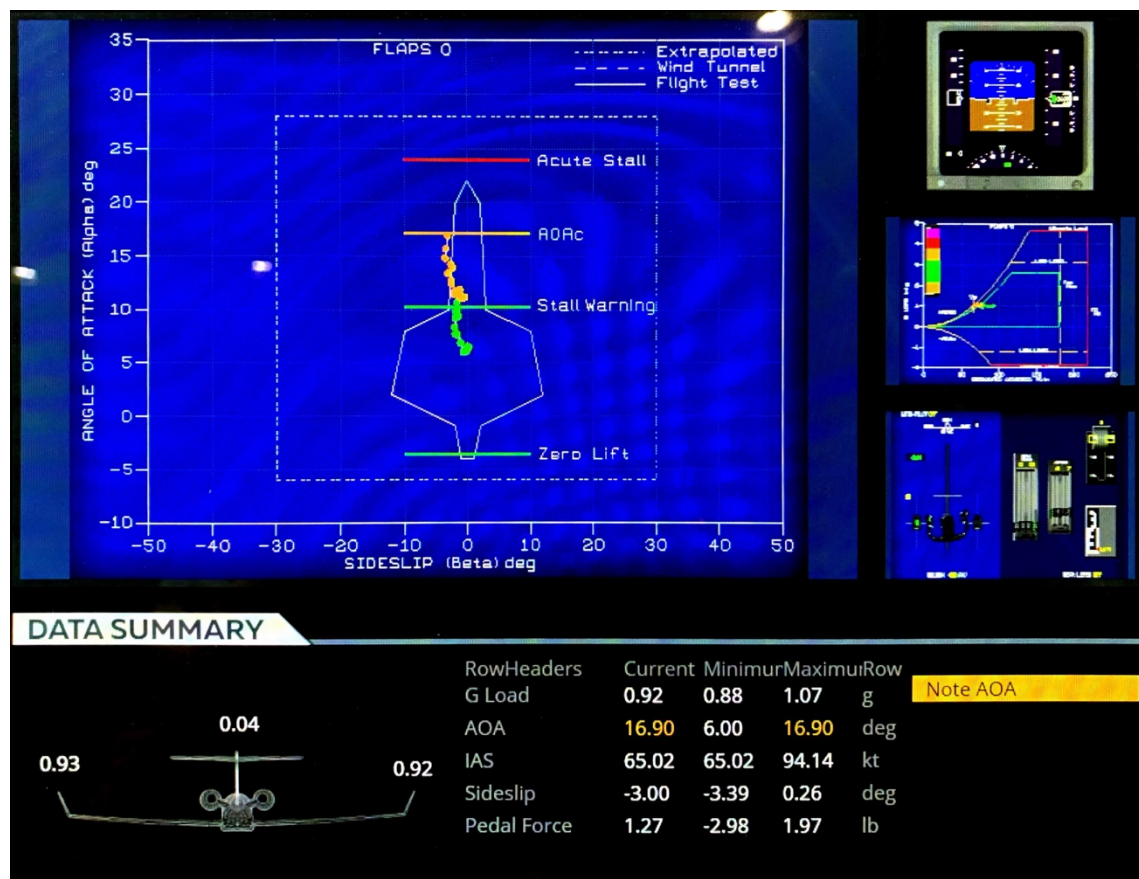 35
FLAPS 0
Extrapolated
Wind Tunnel
Flight Test
30
25
Acute Stall
20
AOAc
15
Stall Warning
10
5
0
Zero Lift
-5
-10
ANGLE OF ATTACK (Alpha) deg
-50 -40 -30 -20 -10 0 10 20 30 40 50
SIDESLIP (Beta) deg
DATA SUMMARY
0.04
0.93
0.92
RowHeaders Current Minimur Maximu Row
G Load 0.92 0.88 1.07 g
AOA 16.90 6.00 16.90 deg
IAS 65.02 65.02 94.14 kt
Sideslip -3.00 -3.39 0.26 deg
Pedal Force 1.27 -2.98 1.97 lb
Note AOA